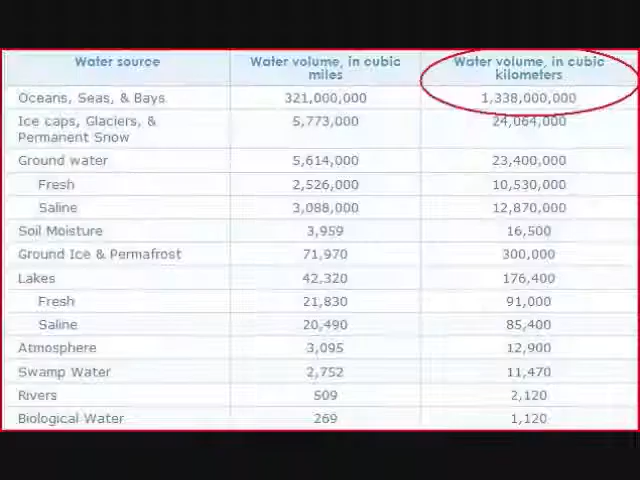 Water source Water volume, in cubic miles Water volume, in cubic kilometers
Oceans, Seas, & Bays 321,000,000 1,338,000,000
Ice caps, Glaciers, & Permanent Snow 5,773,000 24,064,000
Ground water 5,614,000 23,400,000
Fresh 2,526,000 10,530,000
Saline 3,088,000 12,870,000
Soil Moisture 3,959 16,500
Ground Ice & Permafrost 71,970 300,000
Lakes 42,320 176,400
Fresh 21,830 91,000
Saline 20,490 85,400
Atmosphere 3,095 12,900
Swamp Water 2,752 11,470
Rivers 509 2,120
Biological Water 269 1,120